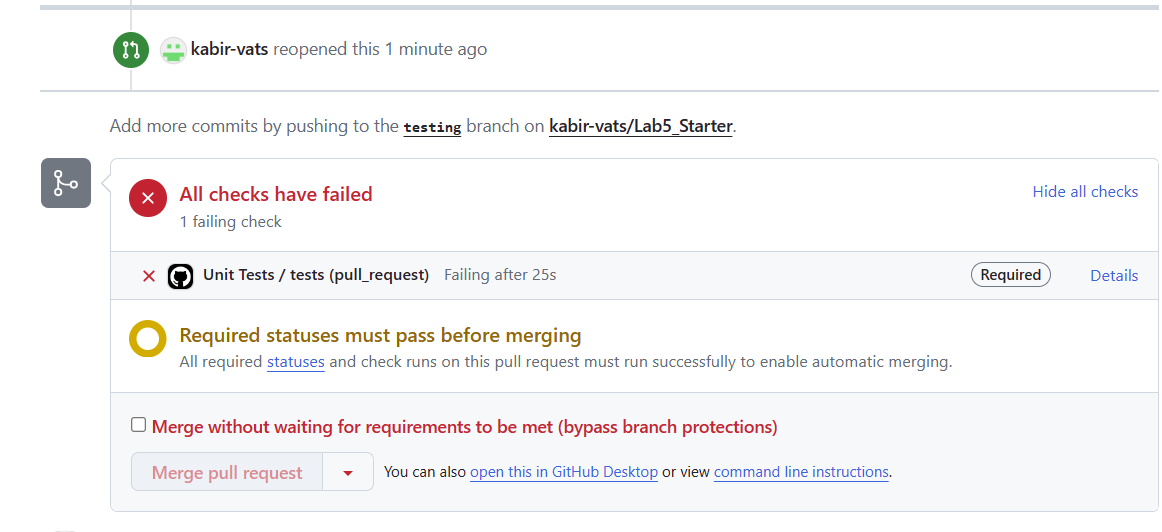 kabir-vats reopened this 1 minute ago
Add more commits by pushing to the testing branch on kabir-vats/Lab5_Starter.
All checks have failed
Hide all checks
1 failing check
Unit Tests / tests (pull_request) Failing after 25s Required Details
Required statuses must pass before merging
All required statuses and check runs on this pull request must run successfully to enable automatic merging.
Merge without waiting for requirements to be met (bypass branch protections)
Merge pull request You can also open this in GitHub Desktop or view command line instructions.